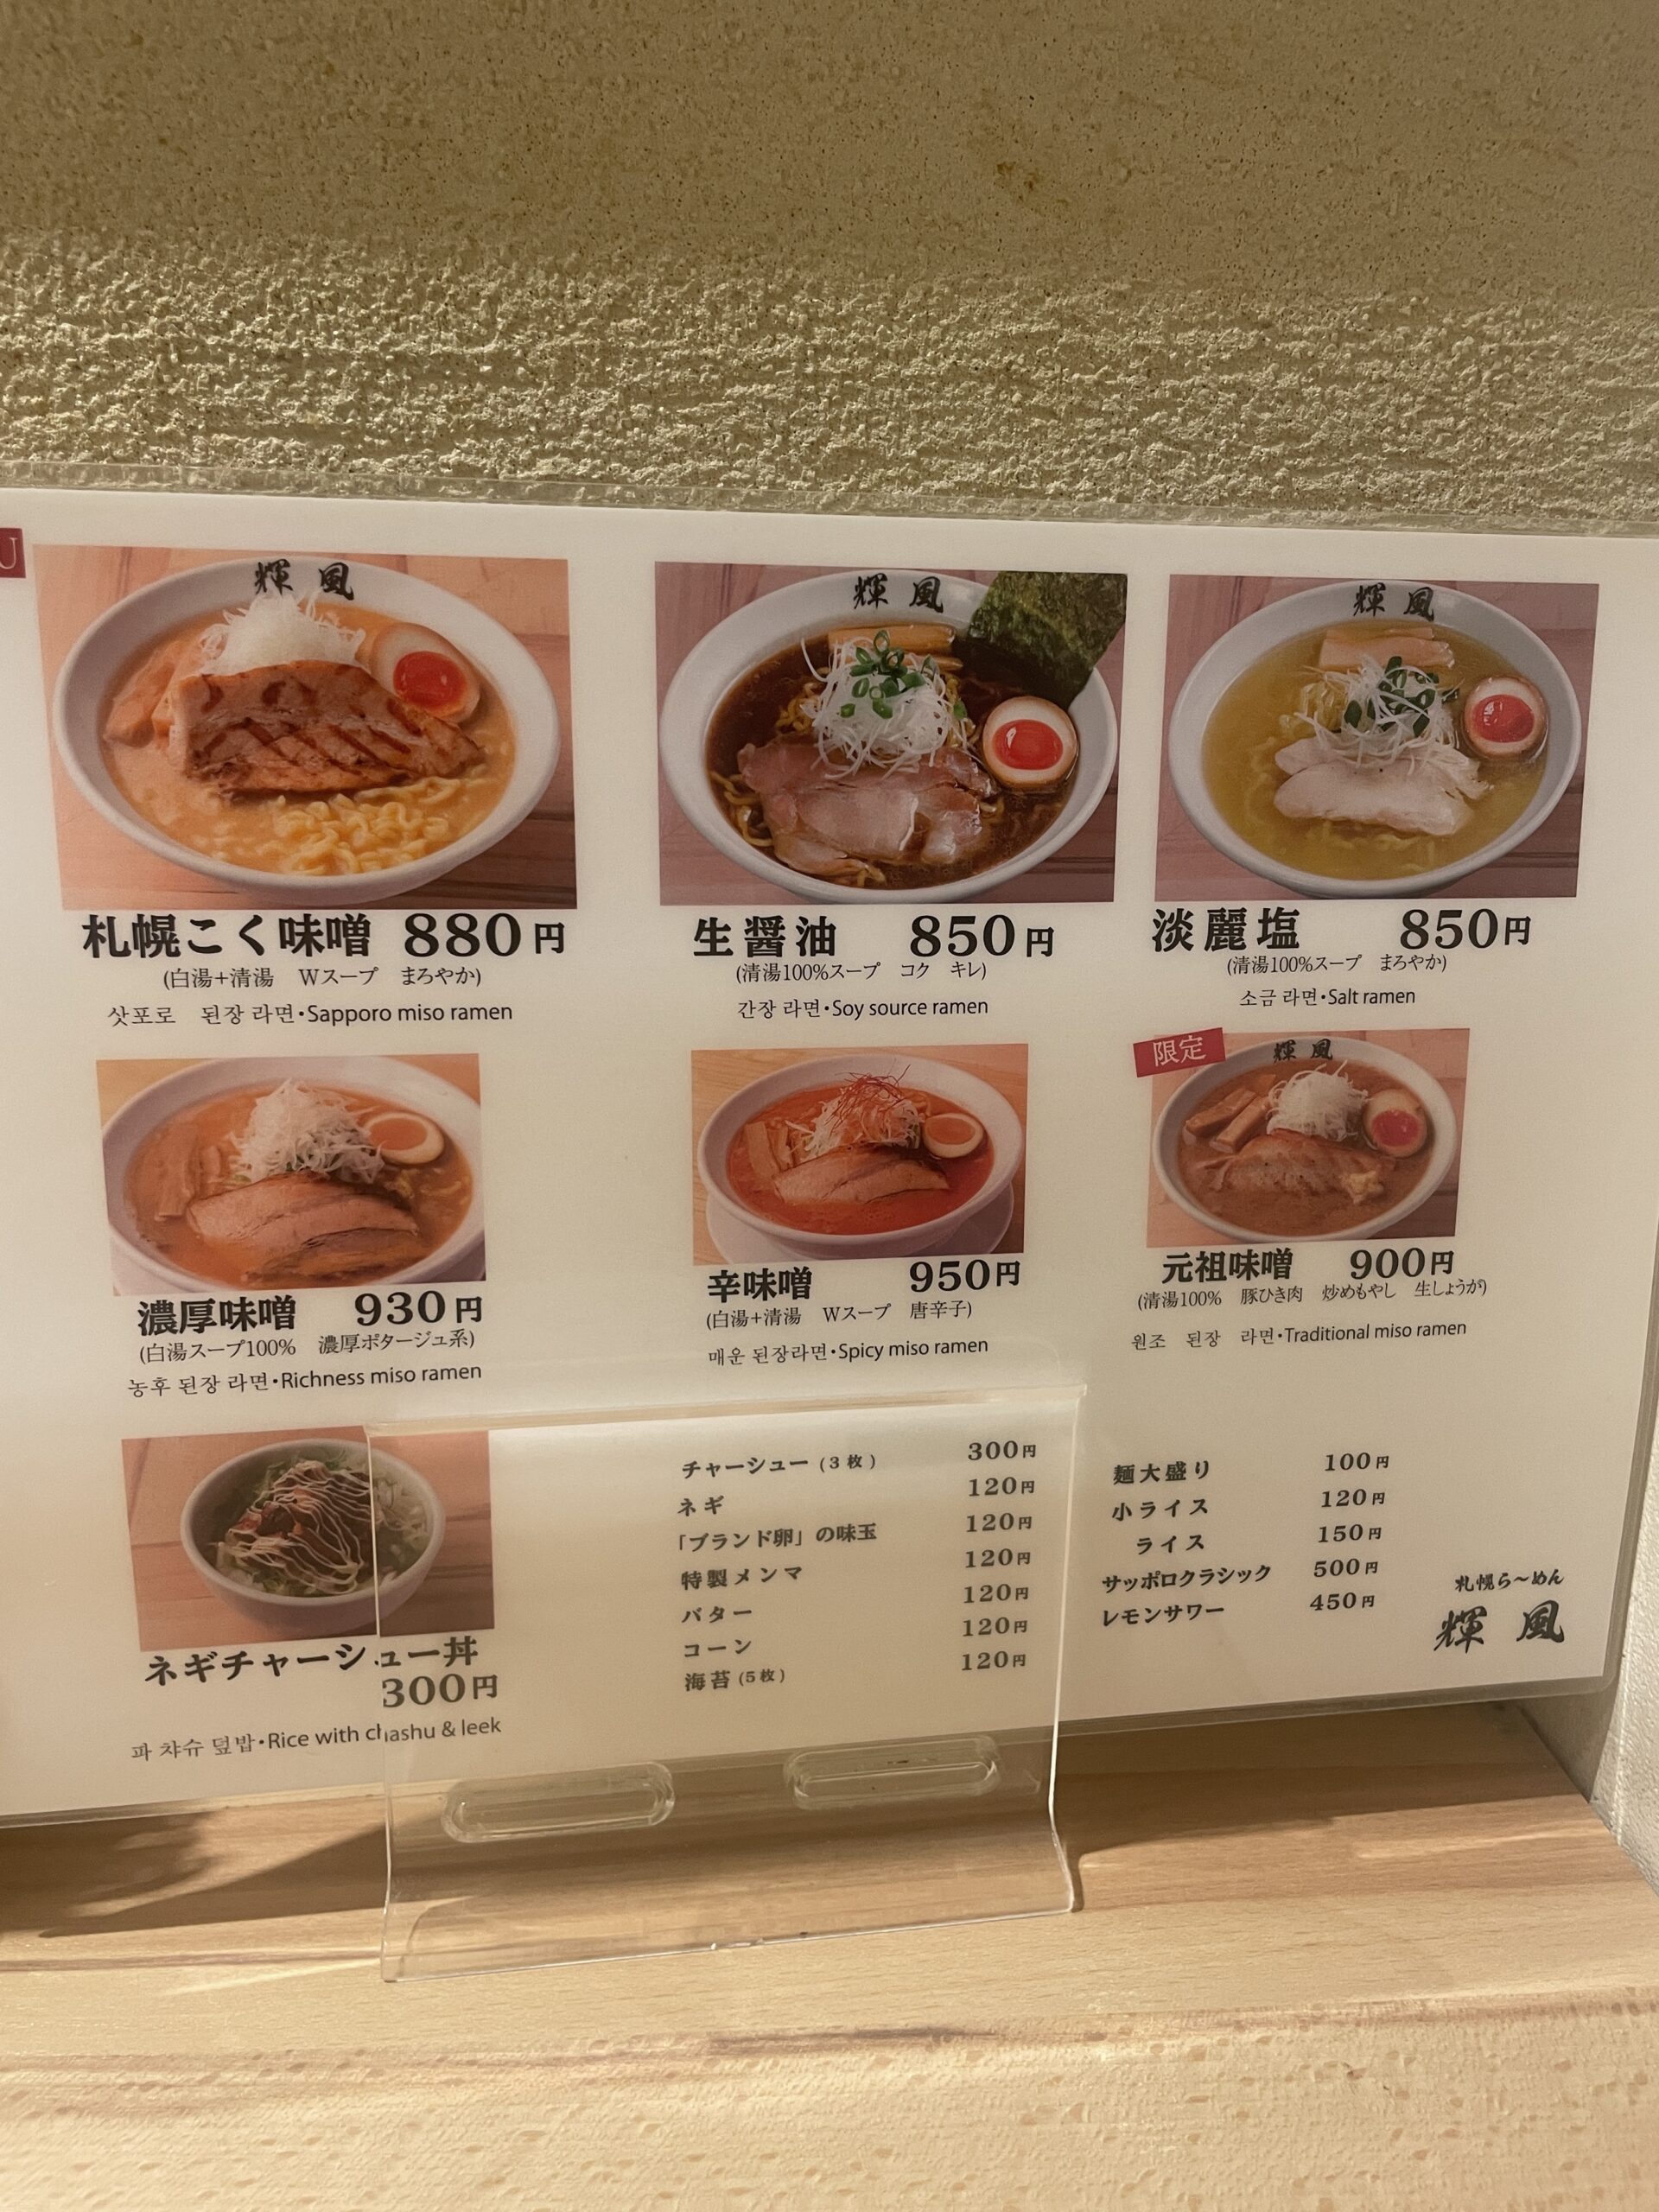 U
輝風
輝風
輝風
札幌こく味噌 880円
(白湯+清湯 Wスープ まろやか)
삿포로 된장 라면・Sapporo miso ramen
生醤油 850円
(清湯100%スープ コク キレ)
간장 라면・Soy source ramen
淡麗塩 850円
(清湯100%スープ まろやか)
소금 라면・Salt ramen
限定
輝風
濃厚味噌 930円
(白湯スープ100% 濃厚ポタージュ系)
농후 된장 라면・Richness miso ramen
辛味噌 950円
(白湯+清湯 Wスープ 唐辛子)
매운 된장라면・Spicy miso ramen
元祖味噌 900円
(清湯100% 豚ひき肉 炒めもやし 生しょうが)
원조 된장 라면・Traditional miso ramen
ネギチャーシュー丼
300円
파 챠슈 덮밥・Rice with chashu & leek
チャーシュー(3枚) 300円
ネギ 120円
「ブランド卵」の味玉 120円
特製メンマ 120円
バター 120円
コーン 120円
海苔(5枚) 120円
麺大盛り 100円
小ライス 120円
ライス 150円
サッポロクラシック 500円
レモンサワー 450円
札幌ら〜めん
輝風